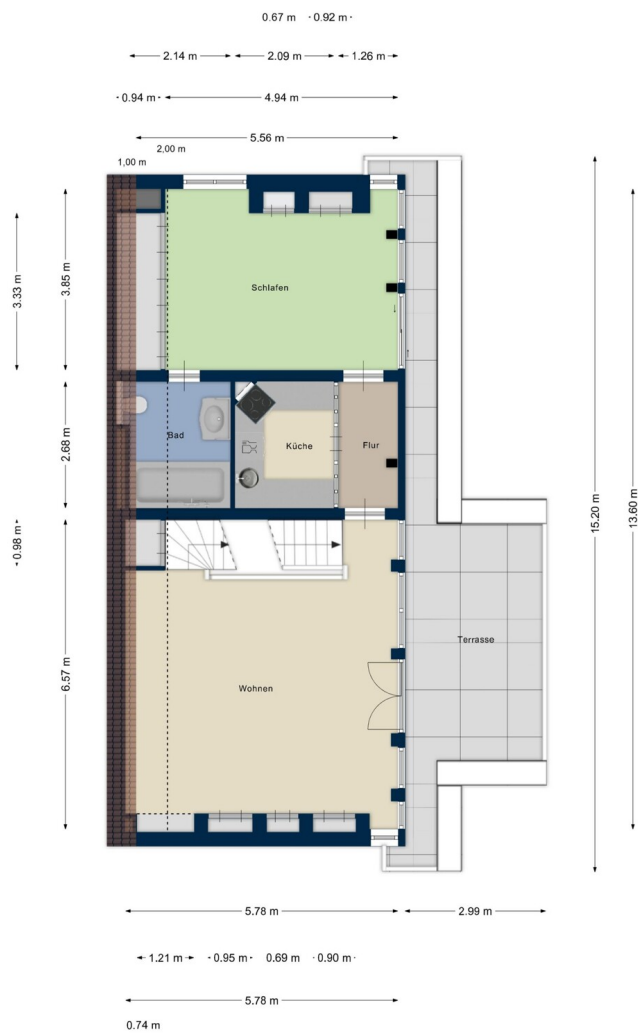 0.67 m 0.92 m
2.14 m 2.09 m 1.26 m
0.94 m 4.94 m
5.56 m
2,00 m
1,00 m
3.33 m
3.85 m
Schlafen
2.68 m
Bad
Küche
Flur
15.20 m
13.60 m
0.98 m
6.57 m
Terrasse
Wohnen
5.78 m 2.99 m
1.21 m 0.95 m 0.69 m 0.90 m
5.78 m
0.74 m